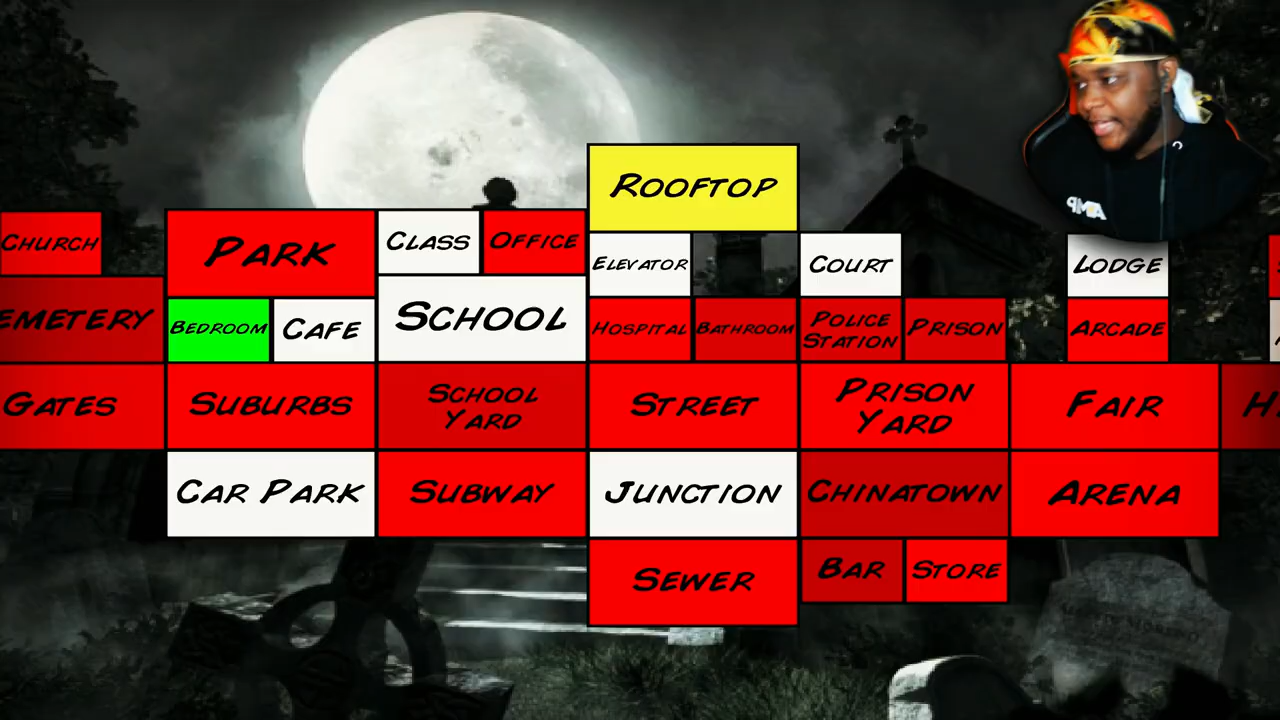 ROOFTOP
CHURCH
PARK
CLASS
OFFICE
ELEVATOR
COURT
LODGE
EMETERY
BEDROOM
CAFE
SCHOOL
HOSPITAL
BATHROOM
POLICE
STATION
PRISON
ARCADE
GATES
SUBURBS
SCHOOL
YARD
STREET
PRISON
YARD
FAIR
CAR PARK
SUBWAY
JUNCTION
CHINATOWN
ARENA
SEWER
BAR
STORE